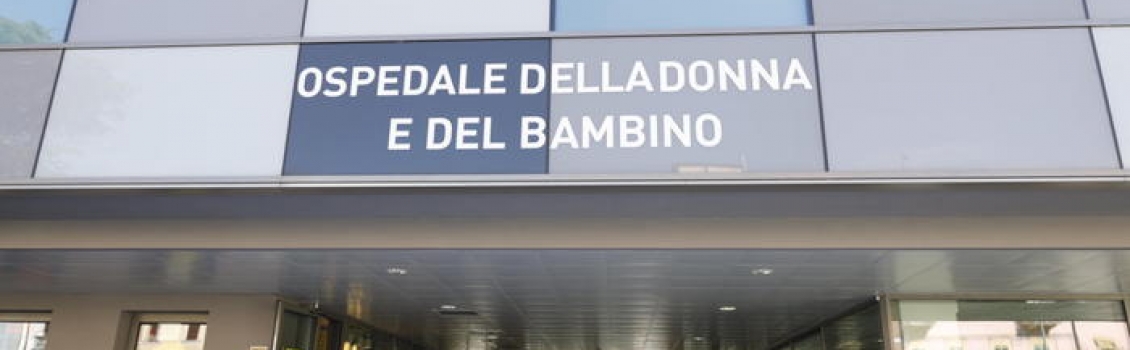 OSPEDALE DELLA DONNA
E DEL BAMBINO